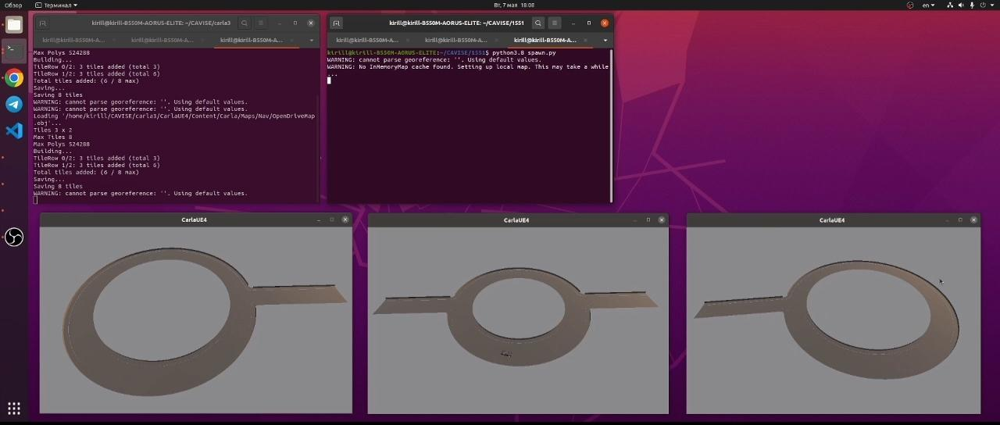 Обзор
Терминал
Вт, 7 мая 18:08
en
kirill@kirill-B550M-AORUS-ELITE: ~/CAVISE/carla3
kirill@kirill-B550M-A...
kirill@kirill-B550M-A...
kirill@kirill-B550M-A...
Max Polys 524288
Building...
TileRow 0/2: 3 tiles added (total 3)
TileRow 1/2: 3 tiles added (total 6)
Total tiles added: (6 / 8 max)
Saving...
Saving 8 tiles
WARNING: cannot parse georeference: ''. Using default values.
WARNING: cannot parse georeference: ''. Using default values.
Loading '/home/kirill/CAVISE/carla3/CarlaUE4/Content/Carla/Maps/Nav/OpenDriveMap
.obj'...
Tiles 3 x 2
Max Tiles 8
Max Polys 524288
Building...
TileRow 0/2: 3 tiles added (total 3)
TileRow 1/2: 3 tiles added (total 6)
Total tiles added: (6 / 8 max)
Saving...
Saving 8 tiles
WARNING: cannot parse georeference: ''. Using default values.
kirill@kirill-B550M-AORUS-ELITE: ~/CAVISE/1551
kirill@kirill-B550M-A...
kirill@kirill-B550M-A...
kirill@kirill-B550M-A...
kirill@kirill-B550M-AORUS-ELITE:~/CAVISE/1551$ python3.8 spawn.py
WARNING: cannot parse georeference: ''. Using default values.
WARNING: No InMemoryMap cache found. Setting up local map. This may take a while
...
CarlaUE4
CarlaUE4
CarlaUE4